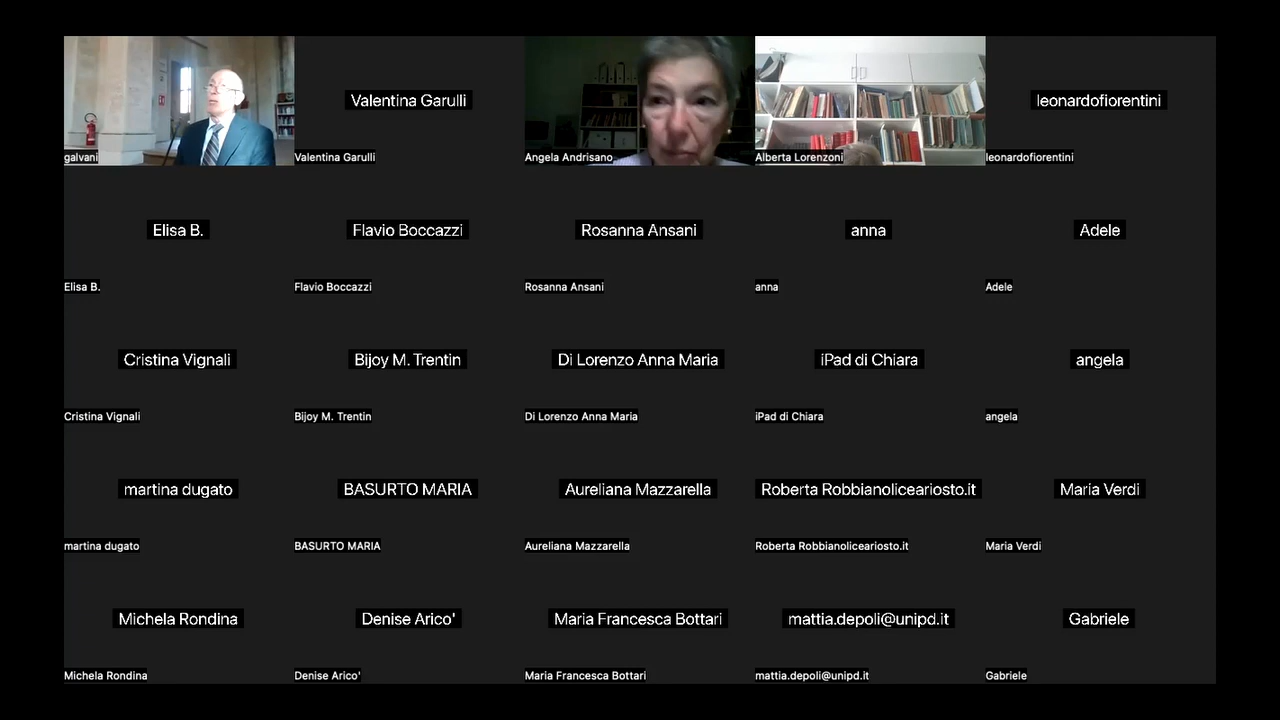 galvani
Valentina Garulli
Valentina Garulli
Angela Andrisano
Alberta Lorenzoni
leonardofiorentini
leonardofiorentini
Elisa B.
Elisa B.
Flavio Boccazzi
Flavio Boccazzi
Rosanna Ansani
Rosanna Ansani
anna
anna
Adele
Adele
Cristina Vignali
Cristina Vignali
Bijoy M. Trentin
Bijoy M. Trentin
Di Lorenzo Anna Maria
Di Lorenzo Anna Maria
iPad di Chiara
iPad di Chiara
angela
angela
martina dugato
martina dugato
BASURTO MARIA
BASURTO MARIA
Aureliana Mazzarella
Aureliana Mazzarella
Roberta Robbianoliceariosto.it
Roberta Robbianoliceariosto.it
Maria Verdi
Maria Verdi
Michela Rondina
Michela Rondina
Denise Arico'
Denise Arico'
Maria Francesca Bottari
Maria Francesca Bottari
mattia.depoli@unipd.it
mattia.depoli@unipd.it
Gabriele
Gabriele